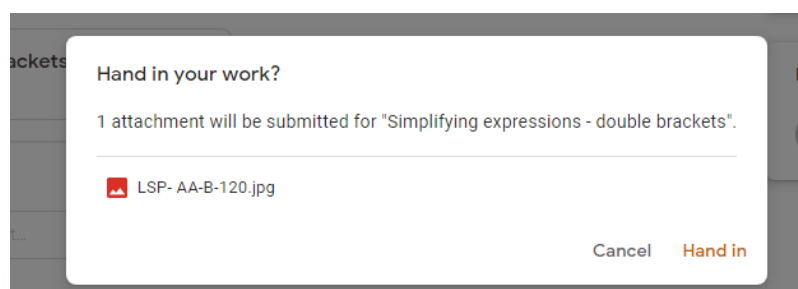 ackets
Hand in your work?
1 attachment will be submitted for "Simplifying expressions - double brackets".
LSP- AA-B-120.jpg
t...
Cancel Hand in